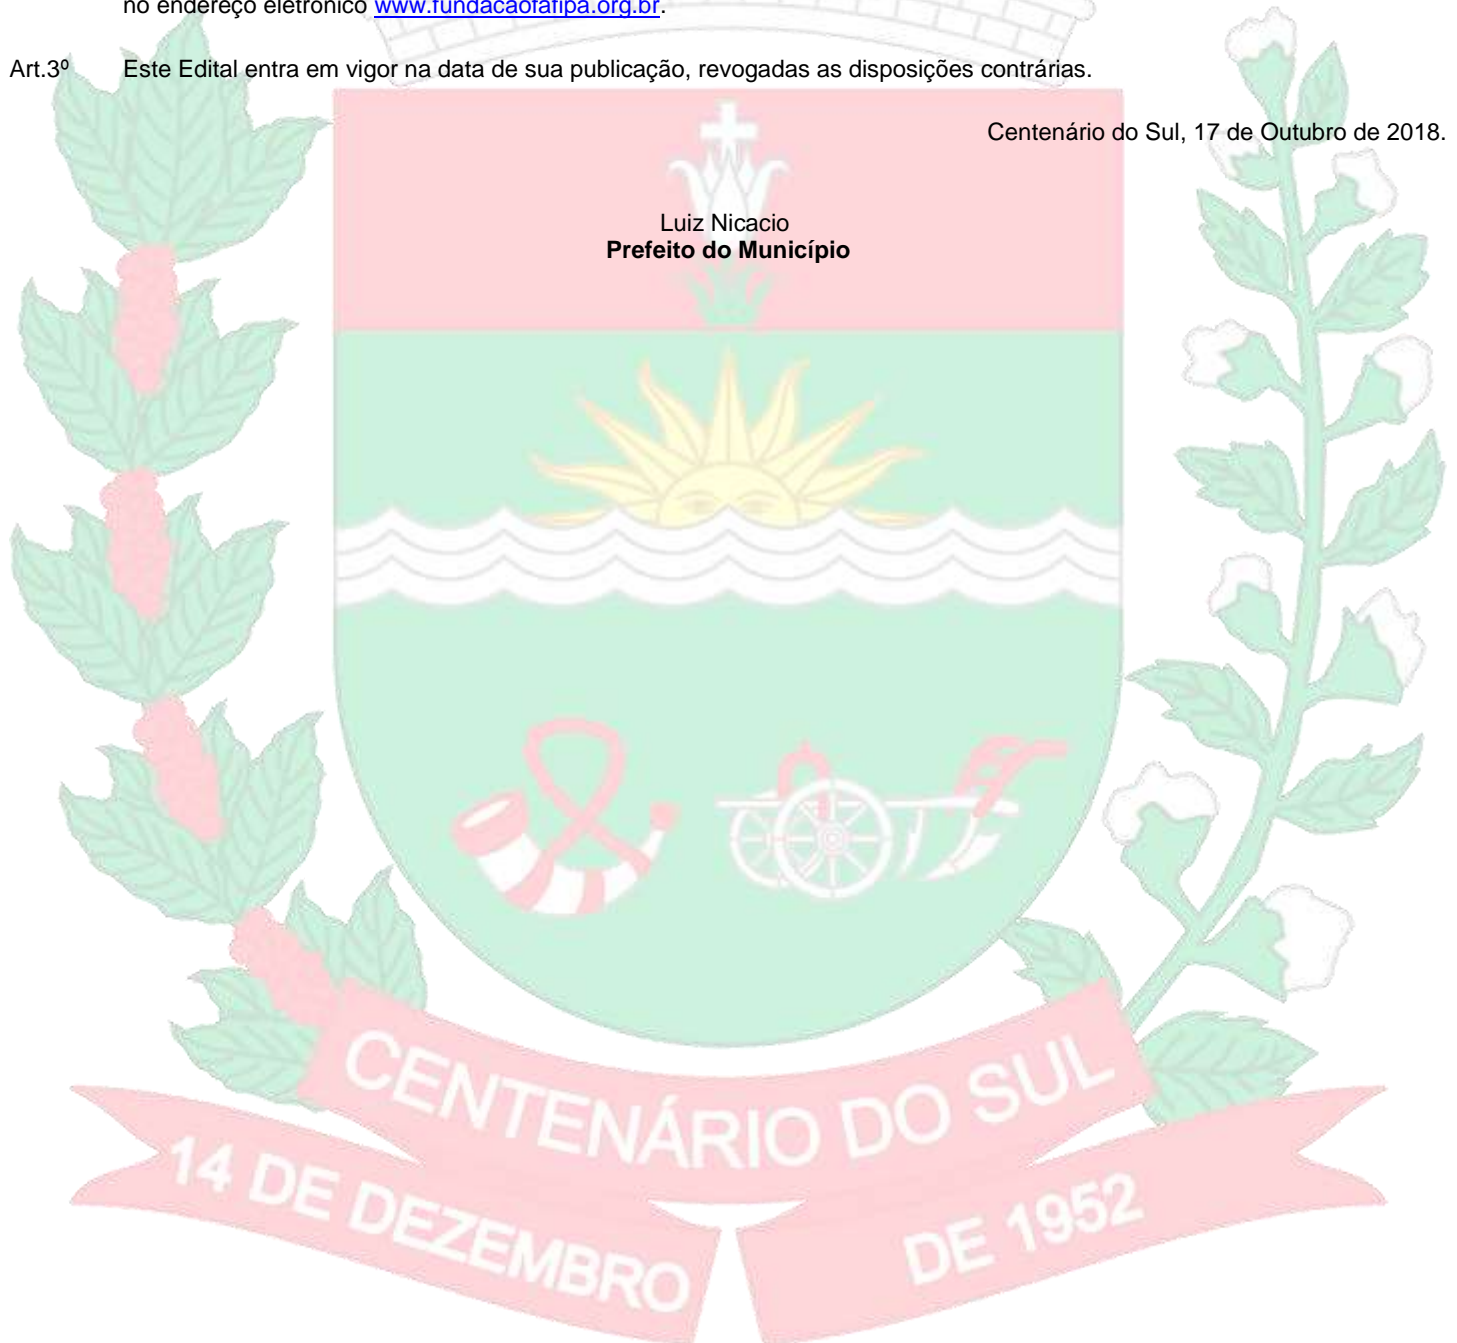 no endereço eletrônico www.fundacaofafipa.org.br.
Art.3º Este Edital entra em vigor na data de sua publicação, revogadas as disposições contrárias.
Centenário do Sul, 17 de Outubro de 2018.
Luiz Nicacio
Prefeito do Município
CENTENÁRIO DO SUL
14 DE DEZEMBRO DE 1952